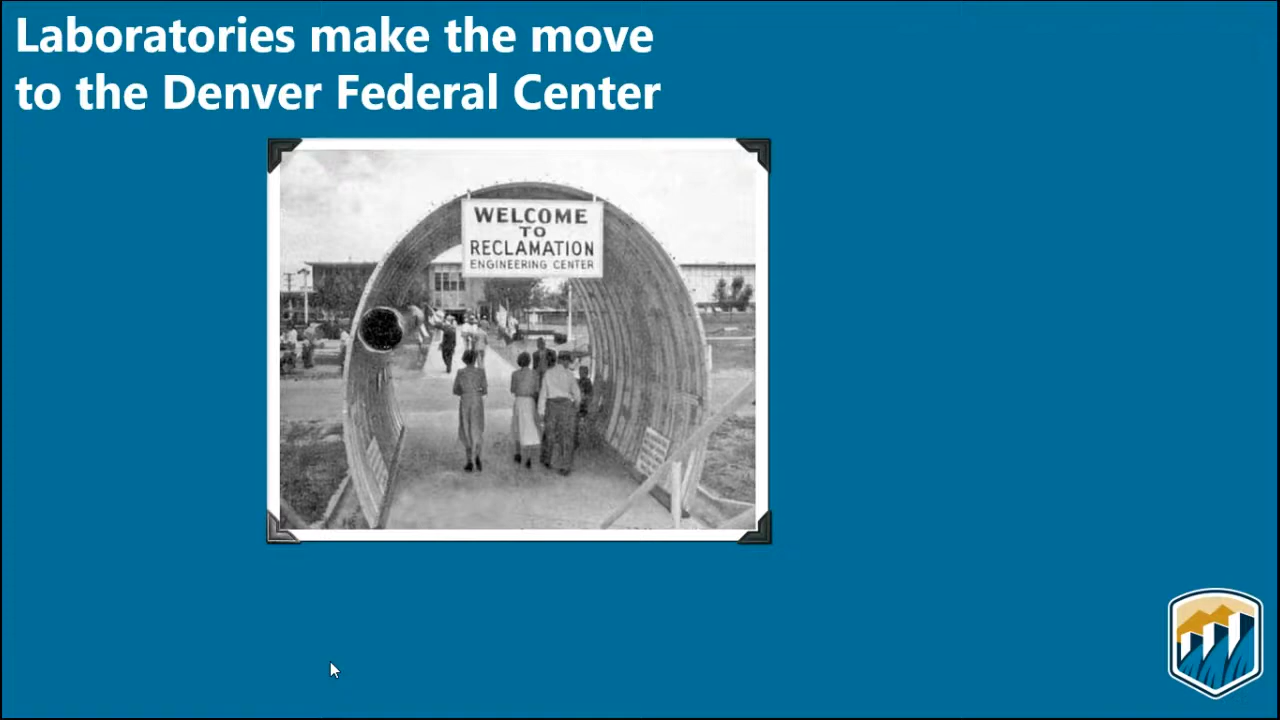 Laboratories make the move
to the Denver Federal Center
WELCOME
TO
RECLAMATION
ENGINEERING CENTER